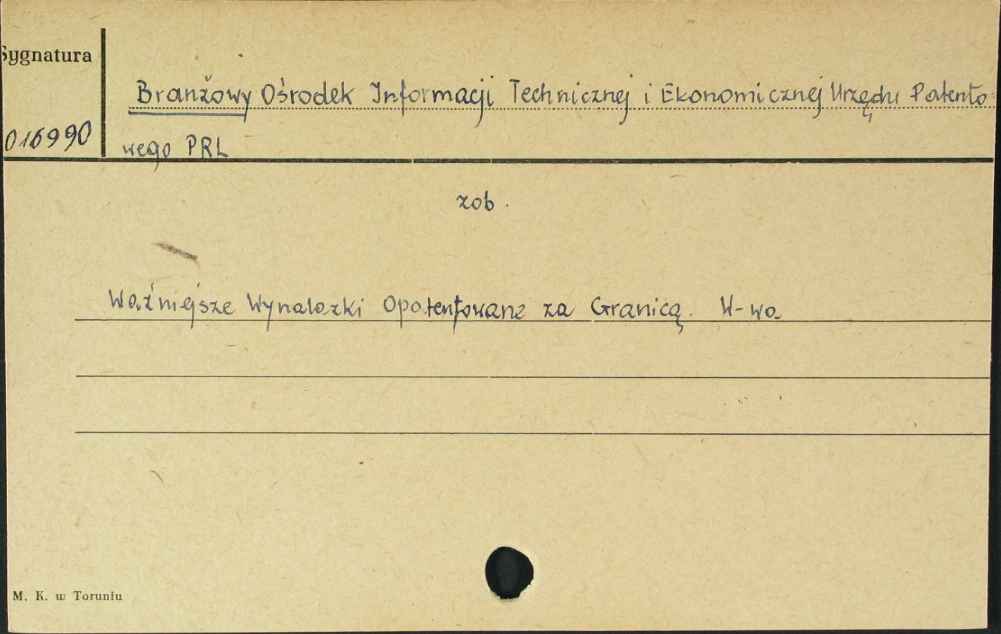 Sygnatura
Branżowy Ośrodek Informacji Technicznej i Ekonomicznej Urzędu Patento
016990
wego PRL
zob.
Ważniejsze Wynalazki Opatentowane za Granicą. W-wa
M. K. w Toruniu